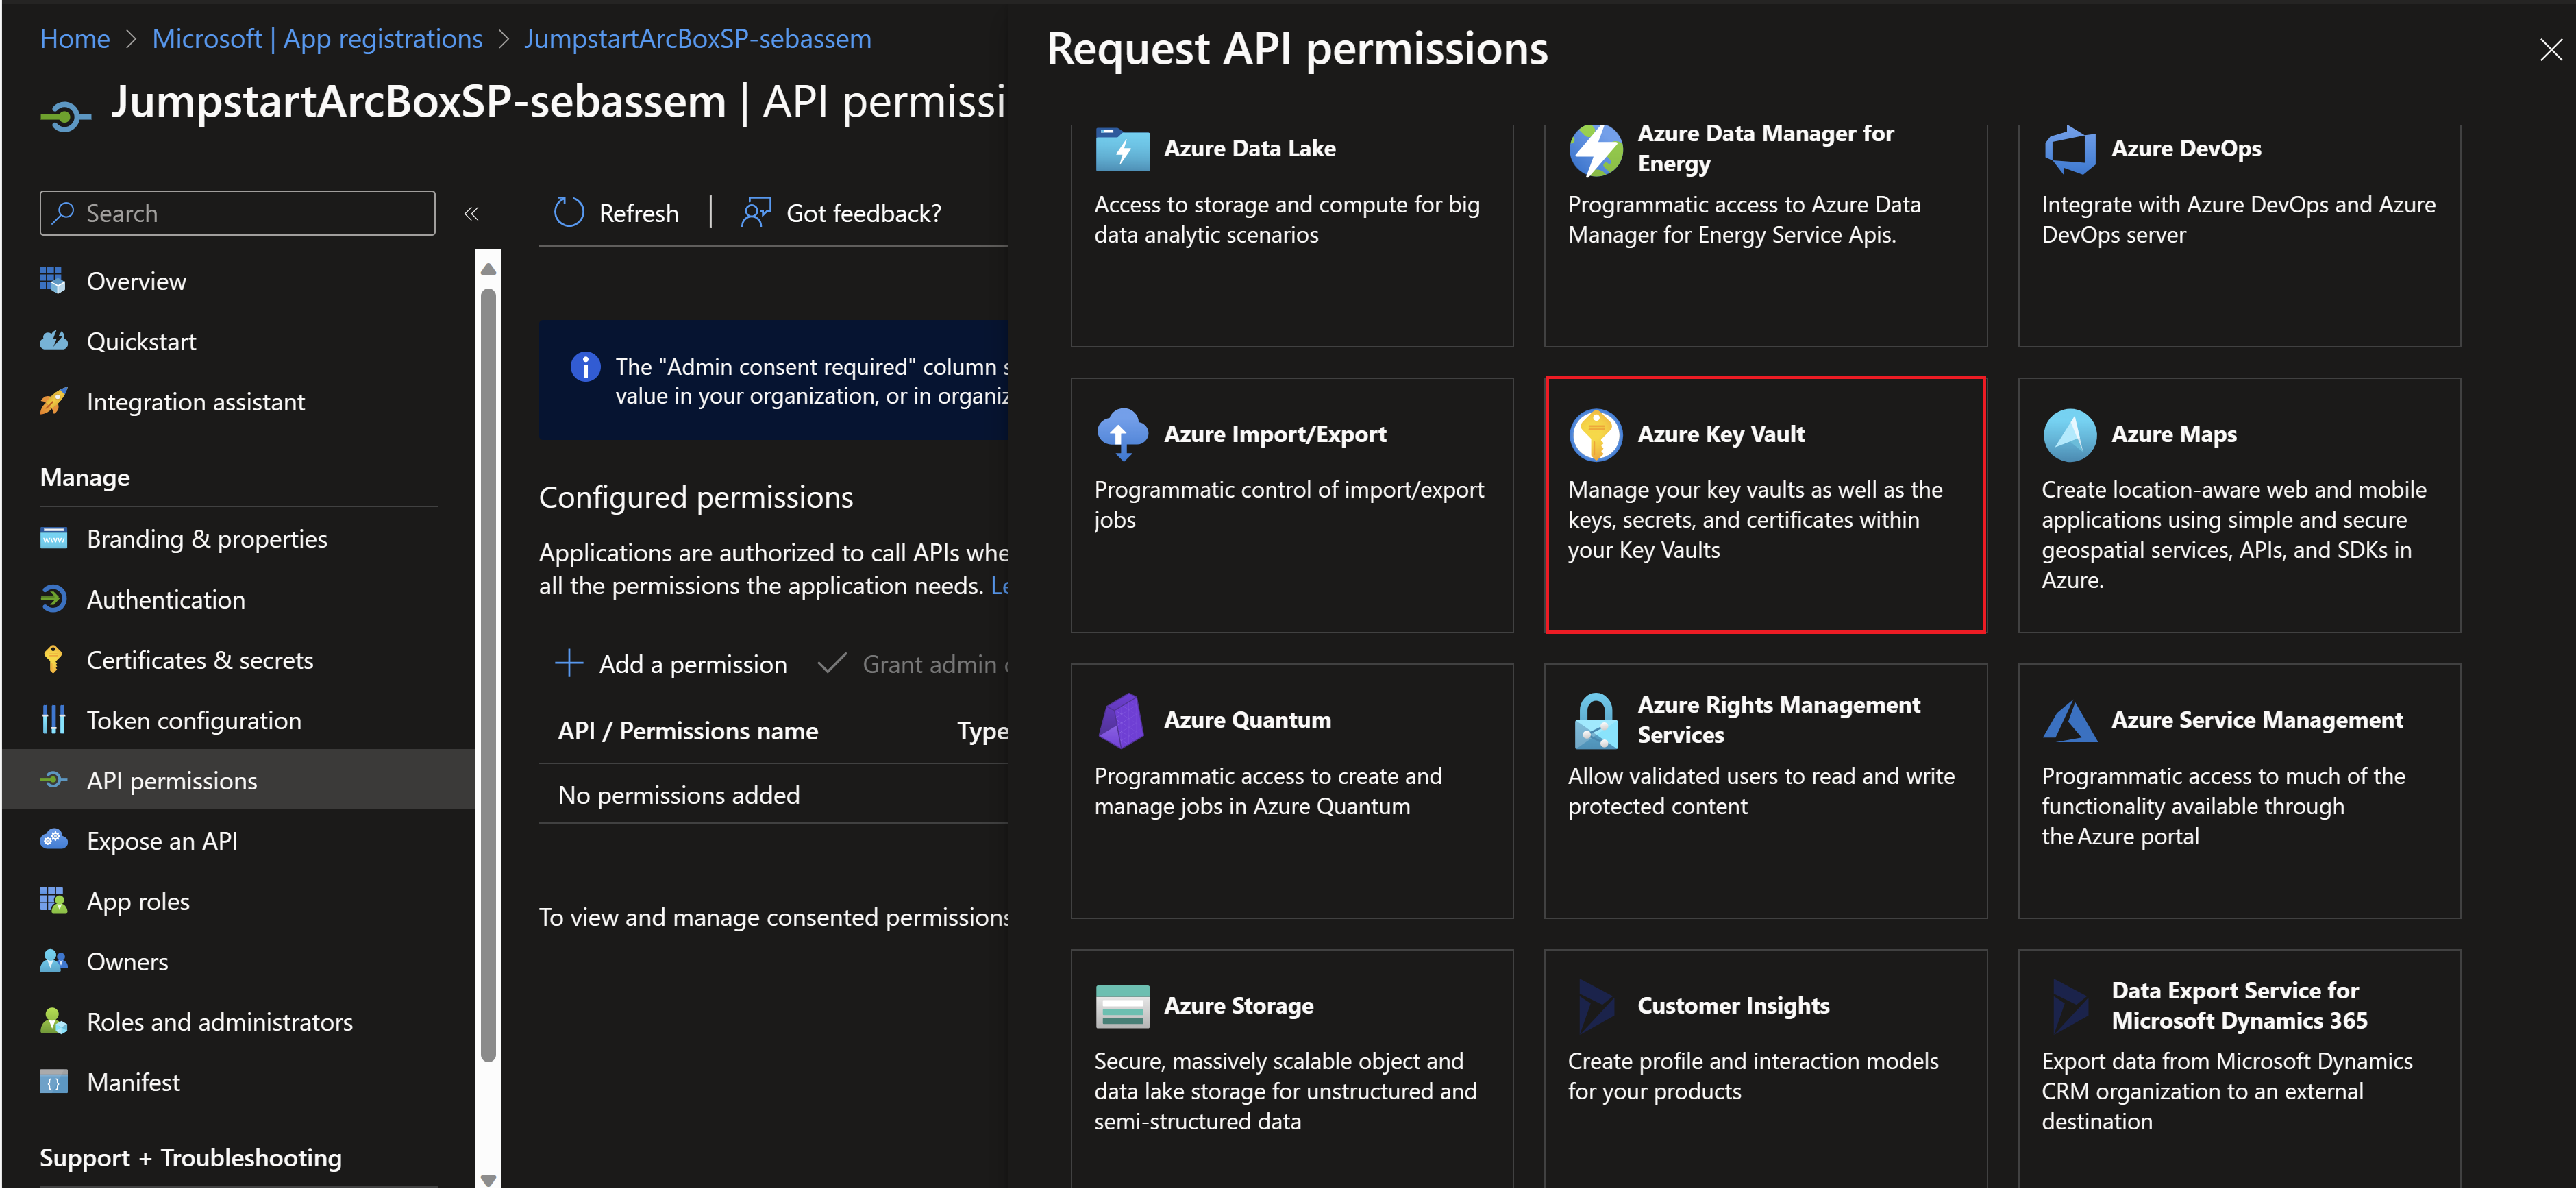 Home > Microsoft | App registrations > JumpstartArcBoxSP-sebassem
JumpstartArcBoxSP-sebassem | API permissi
Search
«
Overview
Quickstart
Integration assistant
Manage
Branding & properties
Authentication
Certificates & secrets
Token configuration
API permissions
Expose an API
App roles
Owners
Roles and administrators
Manifest
Support + Troubleshooting
Refresh | Got feedback?
The "Admin consent required" column s
value in your organization, or in organiz
Configured permissions
Applications are authorized to call APIs whe
all the permissions the application needs. Le
Add a permission Grant admin c
API / Permissions name Type
No permissions added
To view and manage consented permissions
Request API permissions
Azure Data Lake
Access to storage and compute for big
data analytic scenarios
Azure Data Manager for
Energy
Programmatic access to Azure Data
Manager for Energy Service Apis.
Azure DevOps
Integrate with Azure DevOps and Azure
DevOps server
Azure Import/Export
Programmatic control of import/export
jobs
Azure Key Vault
Manage your key vaults as well as the
keys, secrets, and certificates within
your Key Vaults
Azure Maps
Create location-aware web and mobile
applications using simple and secure
geospatial services, APIs, and SDKs in
Azure.
Azure Quantum
Programmatic access to create and
manage jobs in Azure Quantum
Azure Rights Management
Services
Allow validated users to read and write
protected content
Azure Service Management
Programmatic access to much of the
functionality available through
the Azure portal
Azure Storage
Secure, massively scalable object and
data lake storage for unstructured and
semi-structured data
Customer Insights
Create profile and interaction models
for your products
Data Export Service for
Microsoft Dynamics 365
Export data from Microsoft Dynamics
CRM organization to an external
destination